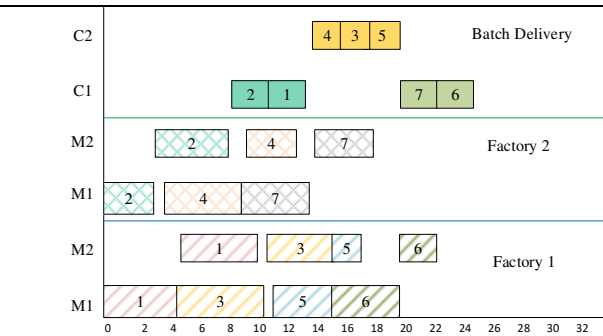 C2 4 3 5 Batch Delivery
C1 2 1 7 6
M2 2 4 7 Factory 2
M1 2 4 7
M2 1 3 5 6 Factory 1
M1 1 3 5 6
0 2 4 6 8 10 12 14 16 18 20 22 24 26 28 30 32